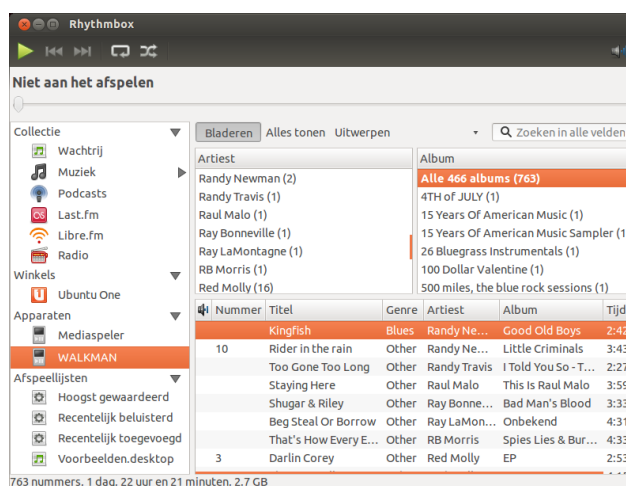 Rhythmbox
Niet aan het afspelen
Collectie
Wachtrij
Muziek
Podcasts
Last.fm
Libre.fm
Radio
Winkels
Ubuntu One
Apparaten
Mediaspeler
WALKMAN
Afspeellijsten
Hoogst gewaardeerd
Recentelijk beluisterd
Recentelijk toegevoegd
Voorbeelden.desktop
Bladeren Alles tonen Uitwerpen Zoeken in alle velden
Artiest
Randy Newman (2)
Randy Travis (1)
Raul Malo (1)
Ray Bonneville (1)
Ray LaMontagne (1)
RB Morris (1)
Red Molly (16)
Album
Alle 466 albums (763)
4TH of JULY (1)
15 Years Of American Music (1)
15 Years Of American Music Sampler (1)
26 Bluegrass Instrumentals (1)
100 Dollar Valentine (1)
500 miles, the blue rock sessions (1)
Nummer Titel Genre Artiest Album Tijd
Kingfish Blues Randy Ne... Good Old Boys 2:42
10 Rider in the rain Other Randy Ne... Little Criminals 3:43
Too Gone Too Long Other Randy Travis I Told You So - T... 2:27
Staying Here Other Raul Malo This Is Raul Malo 3:59
Shugar & Riley Other Ray Bonne... Bad Man's Blood 3:33
Beg Steal Or Borrow Other Ray LaMon... Onbekend 4:31
That's How Every E... Other RB Morris Spies Lies & Bur... 4:33
3 Darlin Corey Other Red Molly EP 2:53
763 nummers, 1 dag, 22 uur en 21 minuten, 2,7 GB